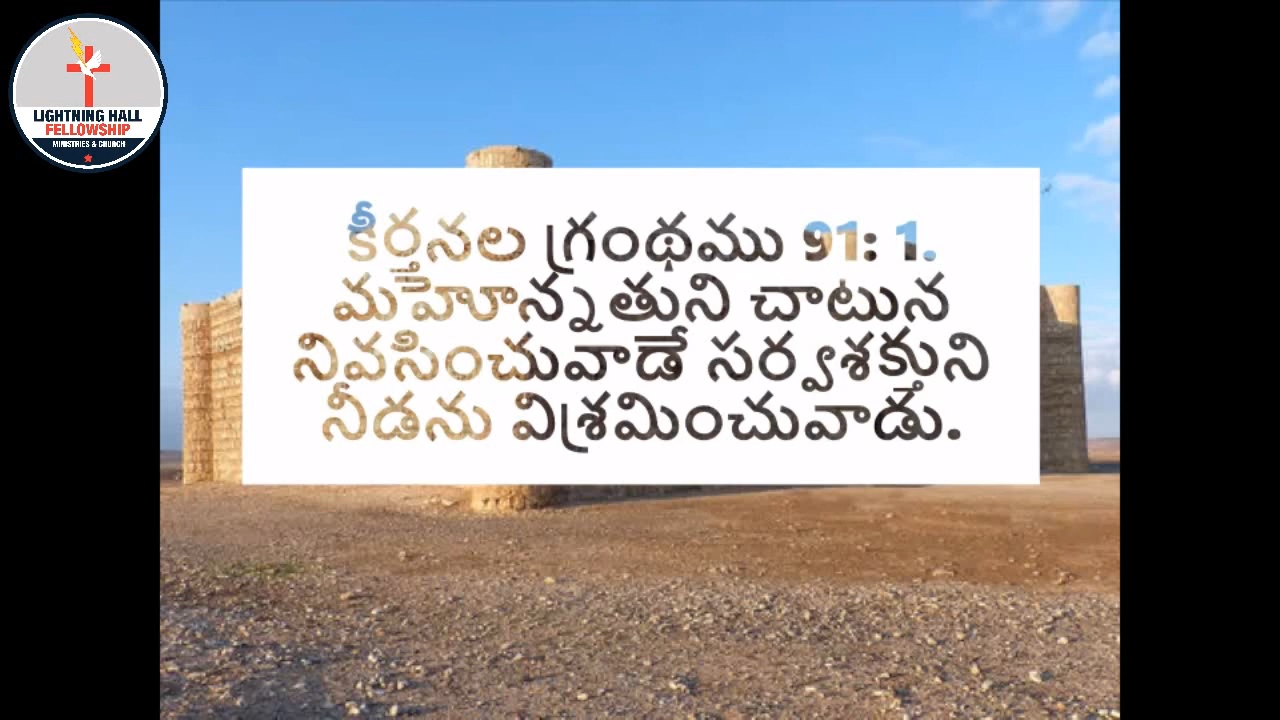 LIGHTNING HALL
FELLOWSHIP
MINISTRIES & CHURCH
కీర్తనల గ్రంథము 91: 1.
మహోన్నతుని చాటున
నివసించువాడే సర్వశక్తుని
నీడను విశ్రమించువాడు.